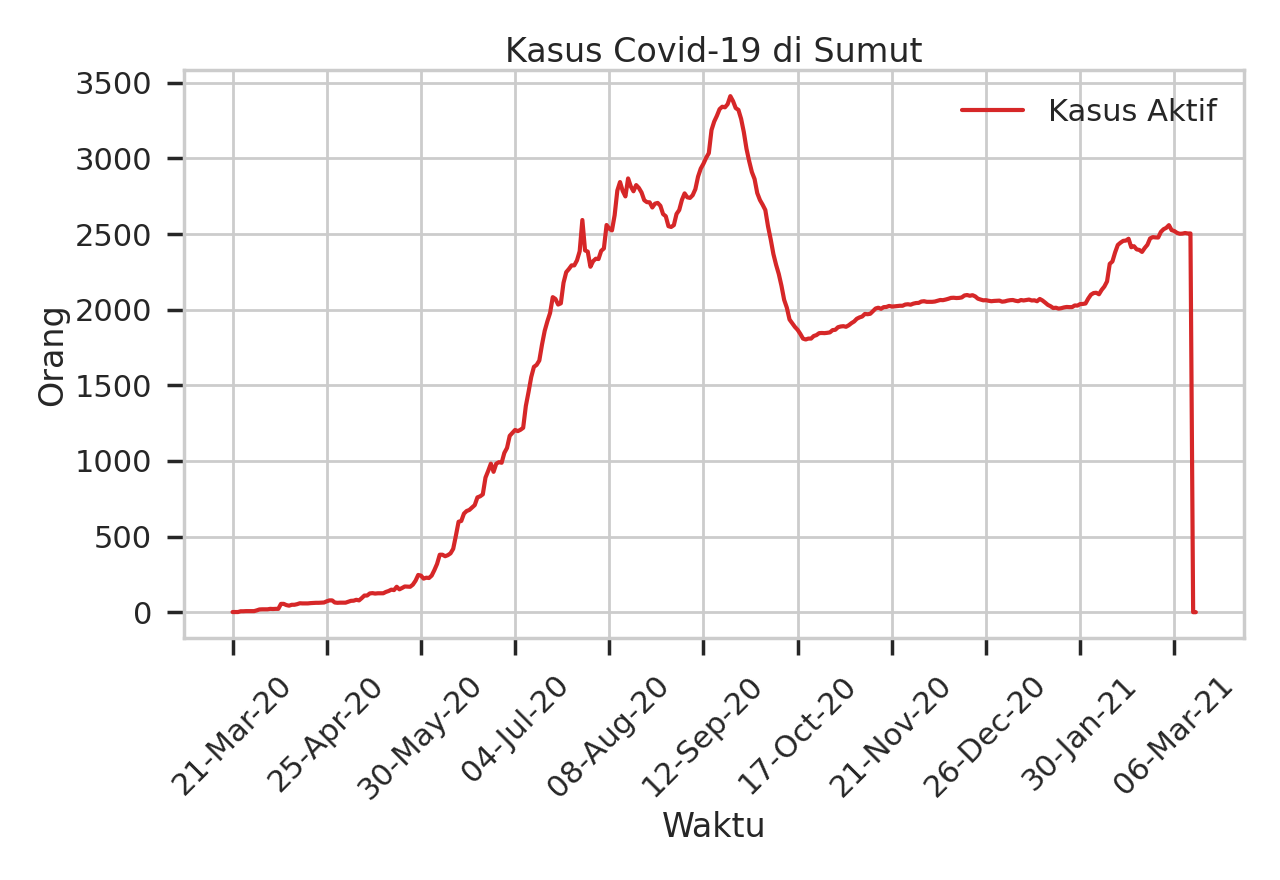 Kasus Covid-19 di Sumut
Kasus Aktif
Orang
3500
3000
2500
2000
1500
1000
500
0
21-Mar-20
25-Apr-20
30-May-20
04-Jul-20
08-Aug-20
12-Sep-20
17-Oct-20
21-Nov-20
26-Dec-20
30-Jan-21
06-Mar-21
Waktu